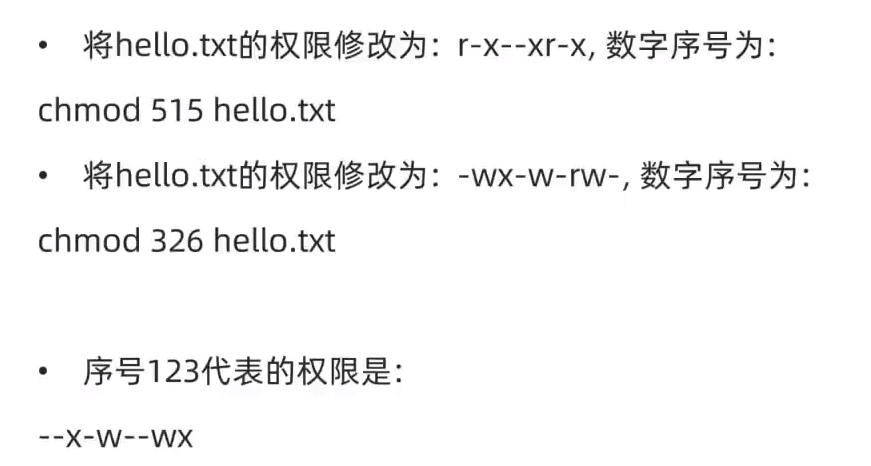 • 将hello.txt的权限修改为：r-x--xr-x, 数字序号为：
chmod 515 hello.txt
• 将hello.txt的权限修改为：-wx-w-rw-, 数字序号为：
chmod 326 hello.txt
• 序号123代表的权限是：
--x-w--wx